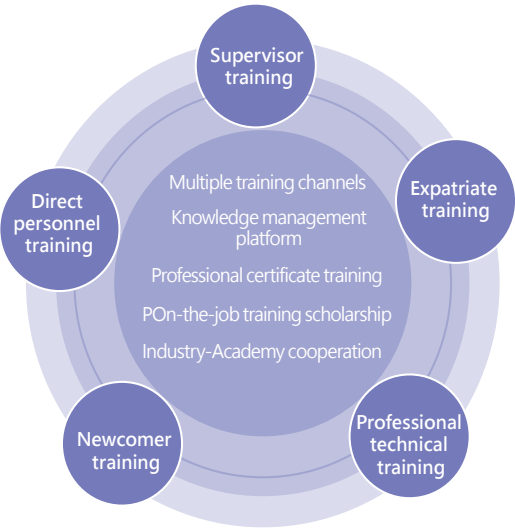 Supervisor
training
Expatriate
training
Direct
personnel
training
Multiple training channels
Knowledge management
platform
Professional certificate training
POn-the-job training scholarship
Industry-Academy cooperation
Newcomer
training
Professional
technical
training